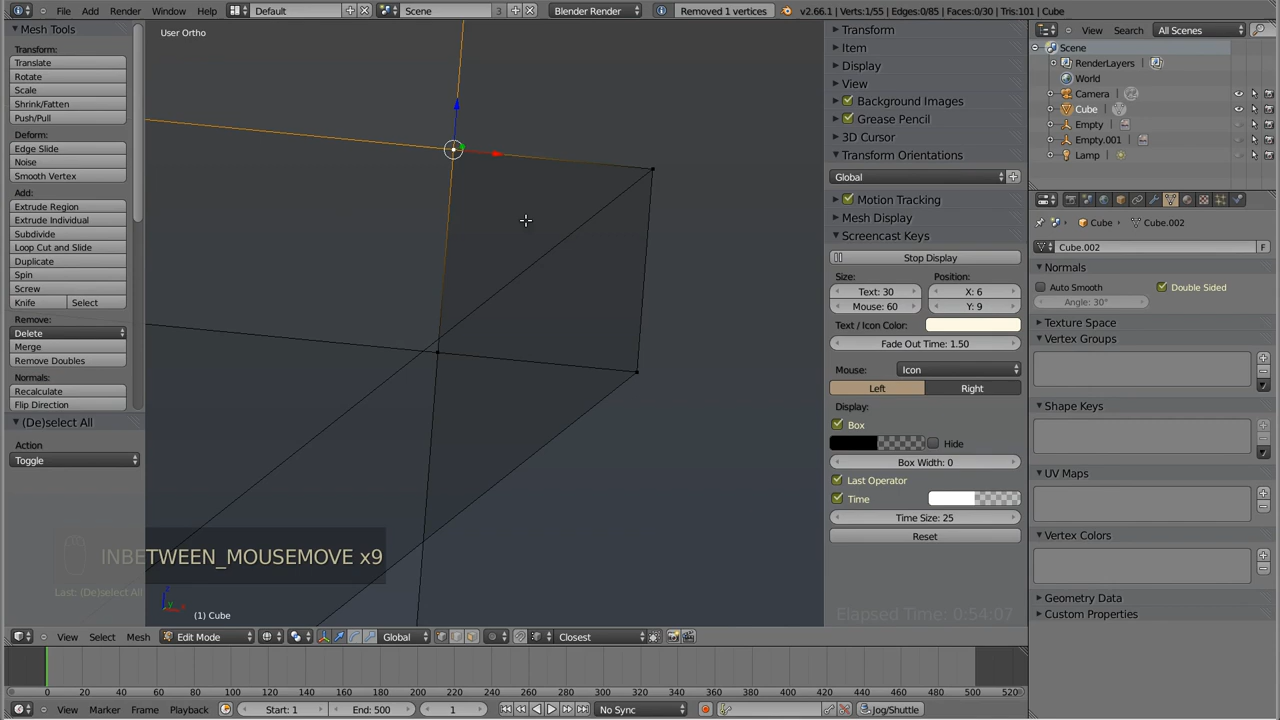 File Add Render Window Help Default Scene 3 Blender Render Removed 1 vertices v2.66.1 | Verts:1/55 | Edges:0/85 | Faces:0/30 | Tris:101 | Cube
Mesh Tools
Transform:
Translate
Rotate
Scale
Shrink/Fatten
Push/Pull
Deform:
Edge Slide
Noise
Smooth Vertex
Add:
Extrude Region
Extrude Individual
Subdivide
Loop Cut and Slide
Duplicate
Spin
Screw
Knife Select
Remove:
Delete
Merge
Remove Doubles
Normals:
Recalculate
Flip Direction
(De)select All
Action
Toggle
User Ortho
INBETWEEN_MOUSEMOVE x9
Last: (De)select All
(1) Cube
Elapsed Time: 0:54:07
Transform
Item
Display
View
Background Images
Grease Pencil
3D Cursor
Transform Orientations
Global
Motion Tracking
Mesh Display
Screencast Keys
Stop Display
Size: Position:
Text: 30 X: 6
Mouse: 60 Y: 9
Text / Icon Color:
Fade Out Time: 1.50
Mouse: Icon
Left Right
Display:
Box
Hide
Box Width: 0
Last Operator
Time
Time Size: 25
Reset
View Search All Scenes
Scene
RenderLayers
World
Camera
Cube
Empty
Empty.001
Lamp
Cube Cube.002
Cube.002 F
Normals
Auto Smooth Double Sided
Angle: 30°
Texture Space
Vertex Groups
Shape Keys
UV Maps
Vertex Colors
Geometry Data
Custom Properties
View Select Mesh Edit Mode Global Closest
0 20 40 60 80 100 120 140 160 180 200 220 240 260 280 300 320 340 360 380 400 420 440 460 480 500 520
View Marker Frame Playback Start: 1 End: 500 1 No Sync Jog/Shuttle